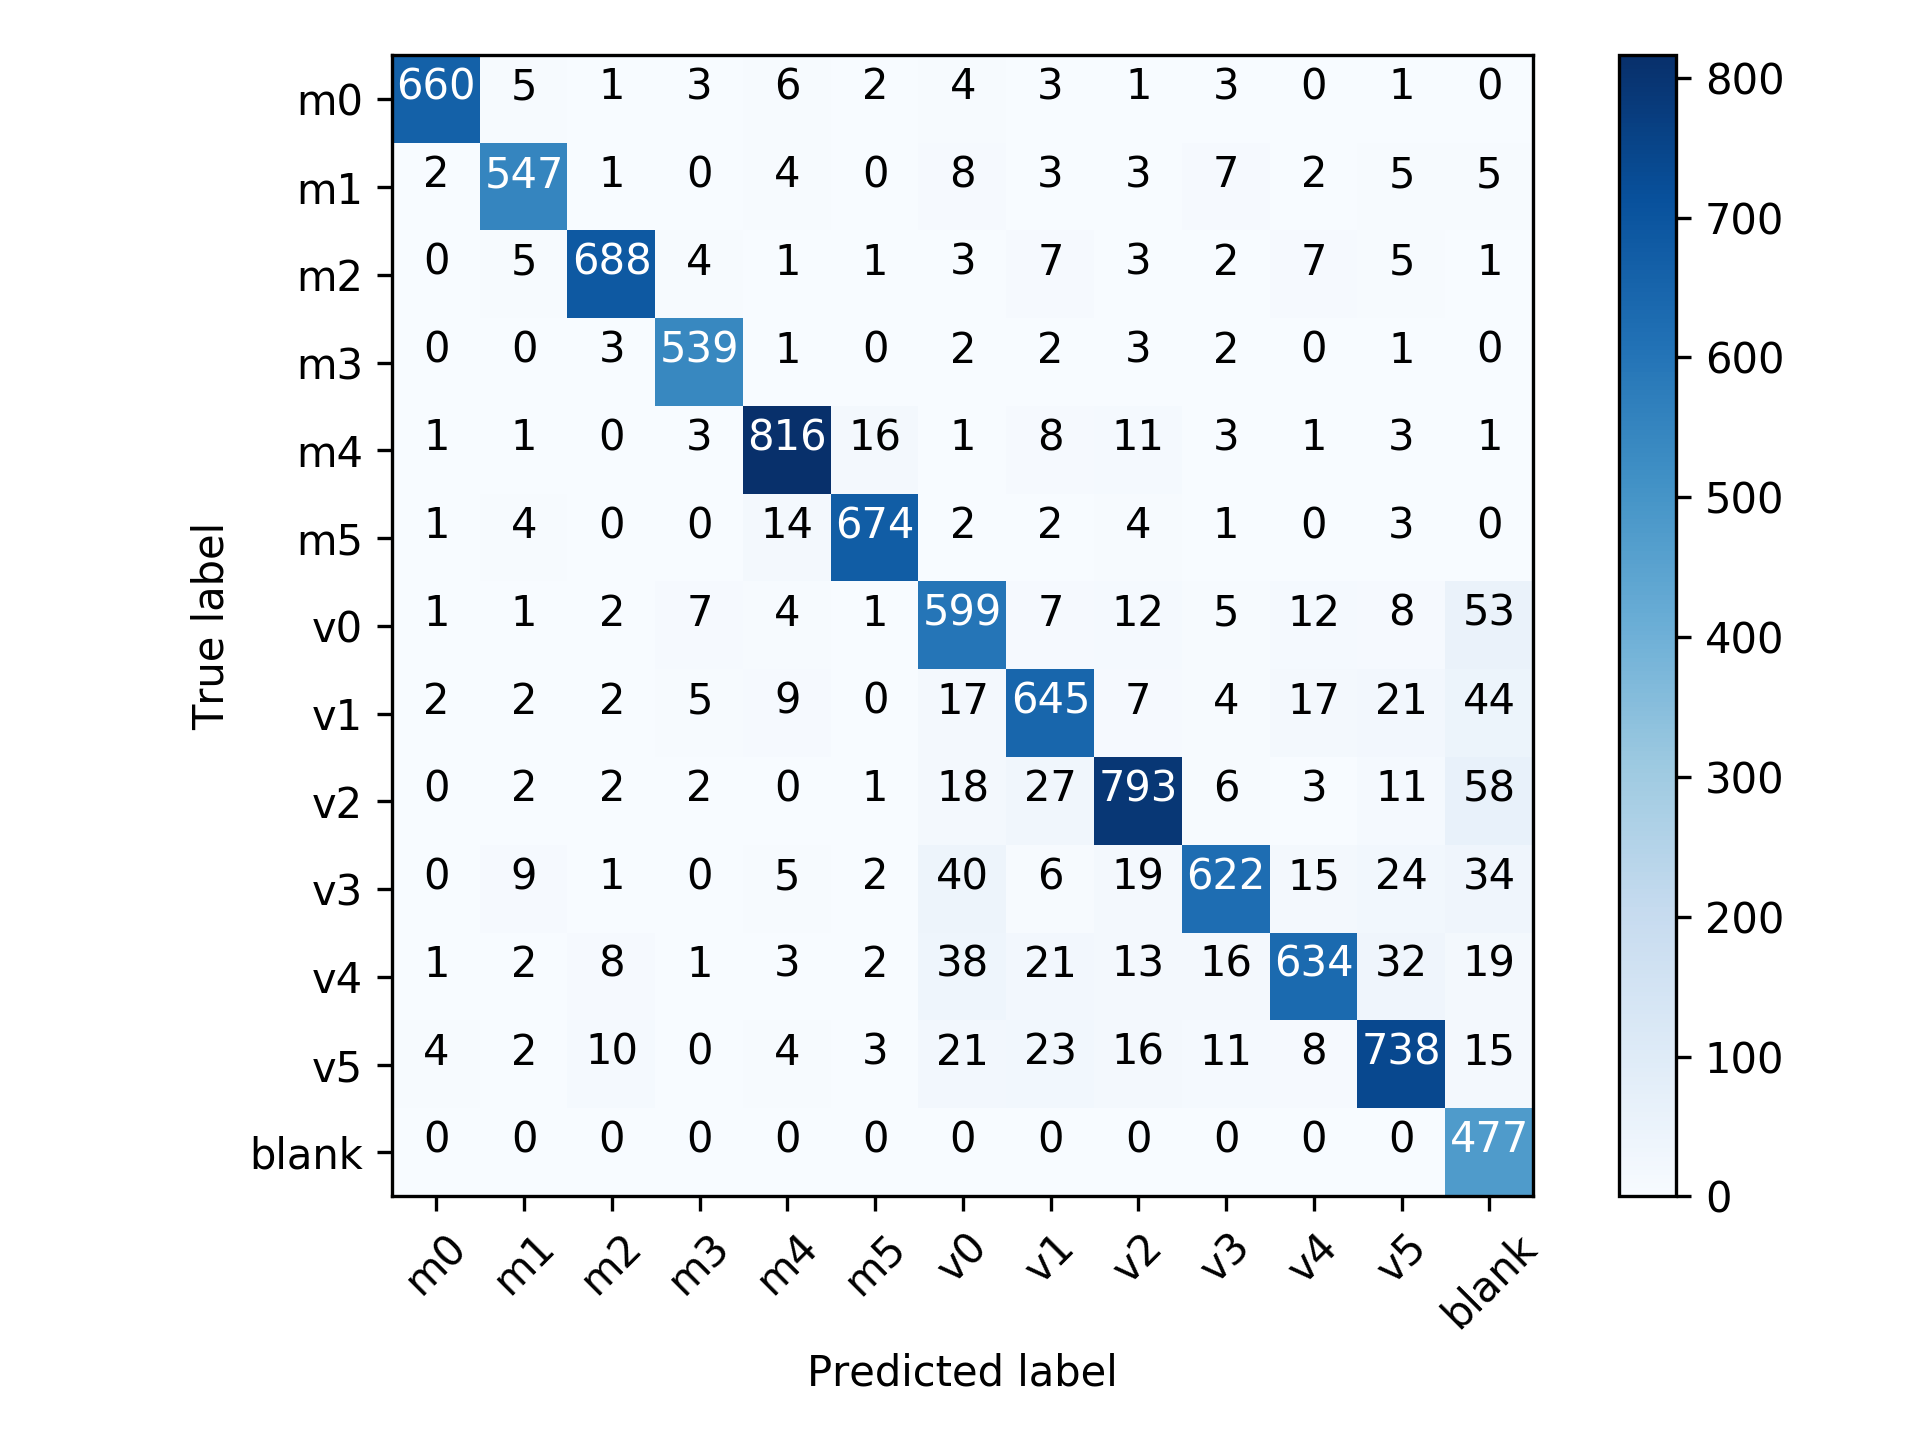 m0 660 5 1 3 6 2 4 3 1 3 0 1 0
m1 2 547 1 0 4 0 8 3 3 7 2 5 5
m2 0 5 688 4 1 1 3 7 3 2 7 5 1
m3 0 0 3 539 1 0 2 2 3 2 0 1 0
m4 1 1 0 3 816 16 1 8 11 3 1 3 1
m5 1 4 0 0 14 674 2 2 4 1 0 3 0
v0 1 1 2 7 4 1 599 7 12 5 12 8 53
v1 2 2 2 5 9 0 17 645 7 4 17 21 44
v2 0 2 2 2 0 1 18 27 793 6 3 11 58
v3 0 9 1 0 5 2 40 6 19 622 15 24 34
v4 1 2 8 1 3 2 38 21 13 16 634 32 19
v5 4 2 10 0 4 3 21 23 16 11 8 738 15
blank 0 0 0 0 0 0 0 0 0 0 0 0 477
m0 m1 m2 m3 m4 m5 v0 v1 v2 v3 v4 v5 blank
Predicted label
True label
800
700
600
500
400
300
200
100
0